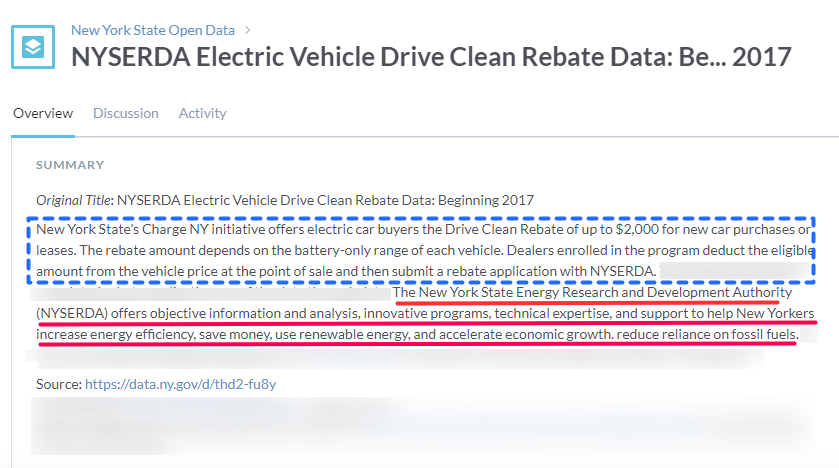 New York State Open Data >
NYSERDA Electric Vehicle Drive Clean Rebate Data: Be... 2017
Overview Discussion Activity
SUMMARY
Original Title: NYSERDA Electric Vehicle Drive Clean Rebate Data: Beginning 2017
New York State's Charge NY initiative offers electric car buyers the Drive Clean Rebate of up to $2,000 for new car purchases or
leases. The rebate amount depends on the battery-only range of each vehicle. Dealers enrolled in the program deduct the eligible
amount from the vehicle price at the point of sale and then submit a rebate application with NYSERDA.
The New York State Energy Research and Development Authority
(NYSERDA) offers objective information and analysis, innovative programs, technical expertise, and support to help New Yorkers
increase energy efficiency, save money, use renewable energy, and accelerate economic growth. reduce reliance on fossil fuels.
Source: https://data.ny.gov/d/thd2-fu8y